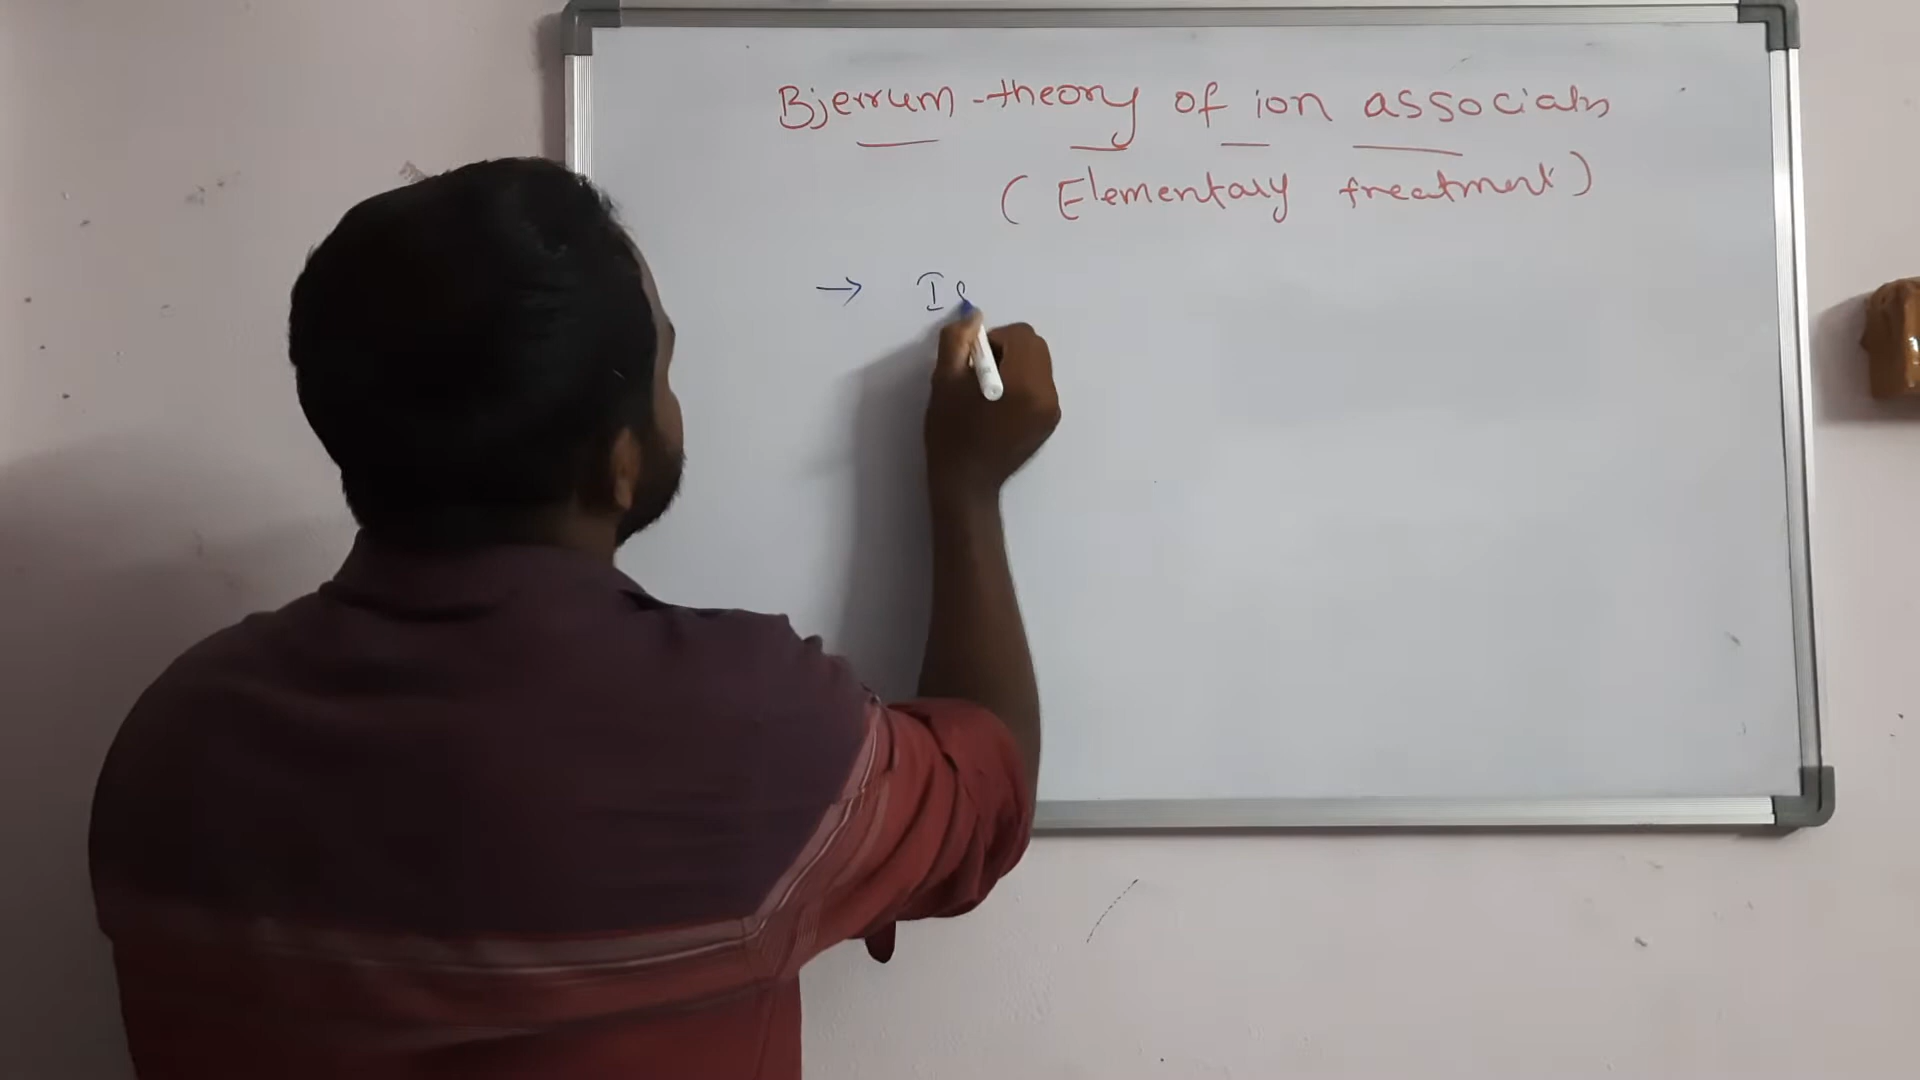 Bjerrum-theory of ion associatn
(Elementary treatment)
→ I